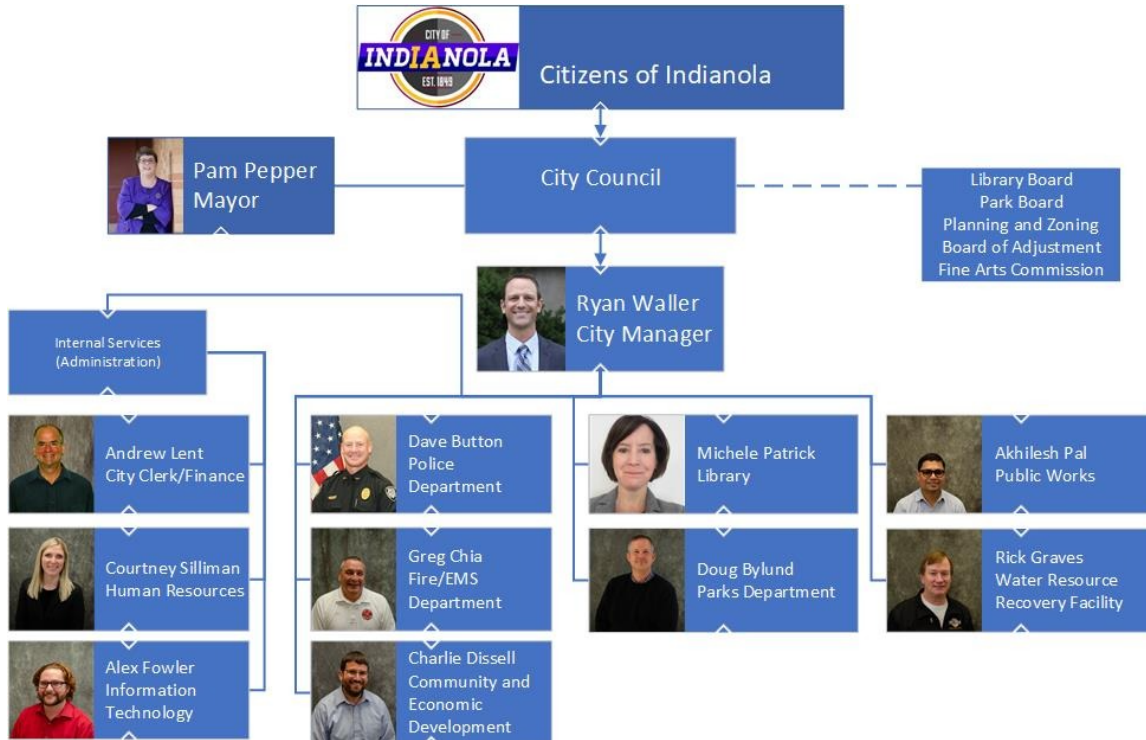 CITY OF
INDIANOLA
EST. 1849
Citizens of Indianola
Pam Pepper
Mayor
City Council
Library Board
Park Board
Planning and Zoning
Board of Adjustment
Fine Arts Commission
Ryan Waller
City Manager
Internal Services
(Administration)
Andrew Lent
City Clerk/Finance
Dave Button
Police
Department
Michele Patrick
Library
Akhilesh Pal
Public Works
Courtney Silliman
Human Resources
Greg Chia
Fire/EMS
Department
Doug Bylund
Parks Department
Rick Graves
Water Resource
Recovery Facility
Alex Fowler
Information
Technology
Charlie Dissell
Community and
Economic
Development